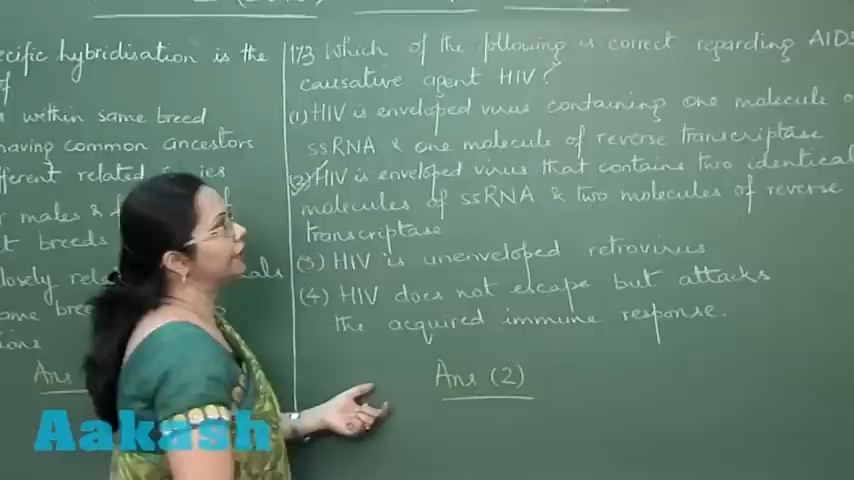 ecific hybridisation is the
of
s within same breed
having common ancestors
fferent related
r males &
t breeds
losely rel als
ome bree
ions
Ans
173 Which of the following is correct regarding AIDS
causative agent HIV?
(1) HIV is enveloped virus containing one molecule o
ssRNA & one molecule of reverse transcriptase
(2) HIV is enveloped virus that contains two identical
molecules of ssRNA & two molecules of reverse
transcriptase
(3) HIV is unenveloped retrovirus
(4) HIV does not escape but attacks
the acquired immune response.
Ans (2)
Aakash